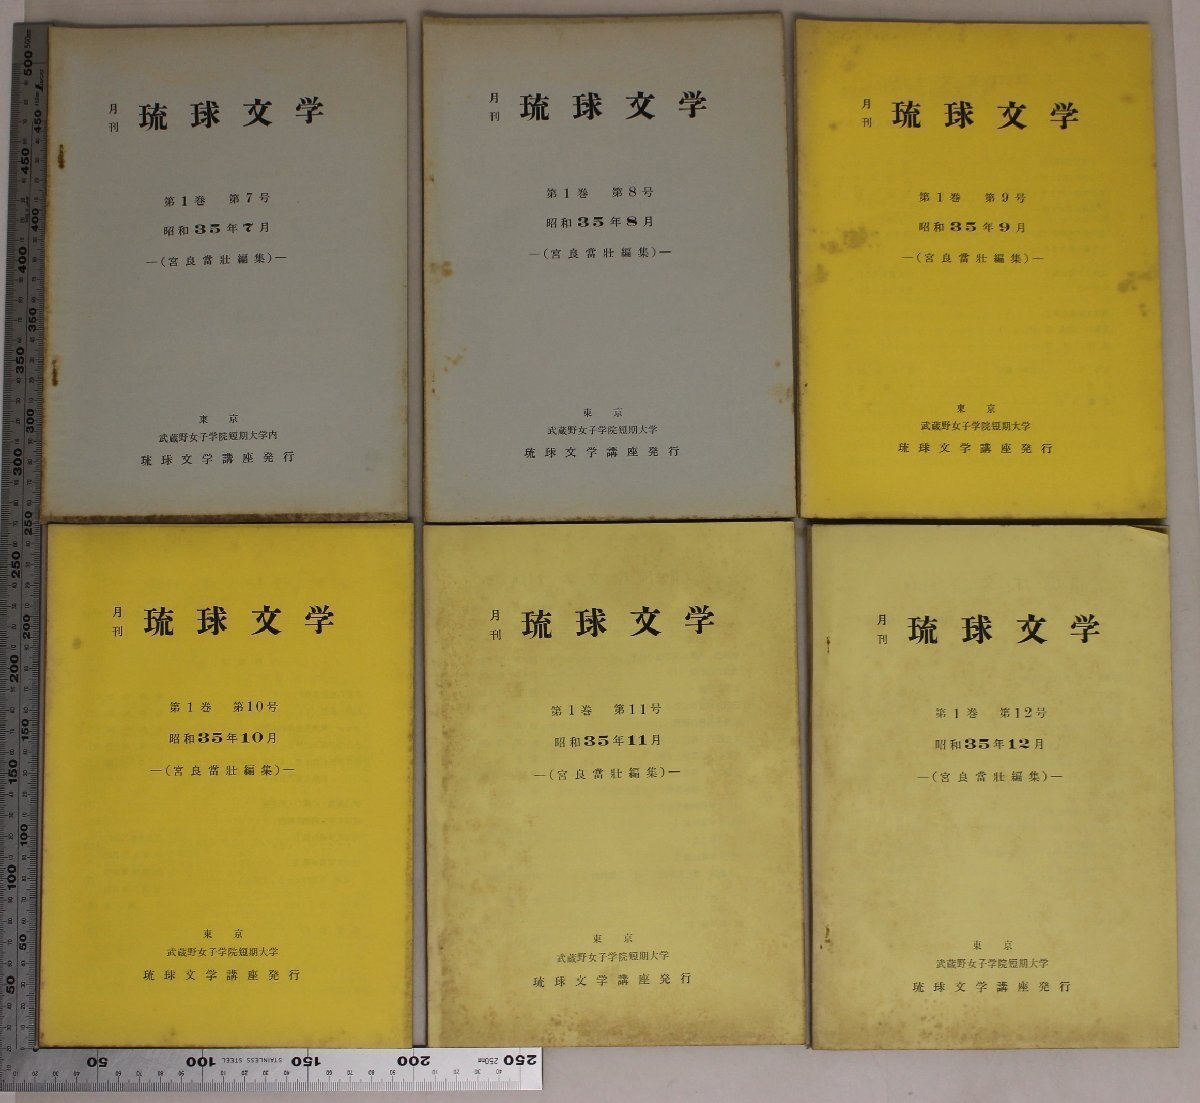 月刊 琉球文学
第1巻 第7号
昭和35年7月
―(宮良當壯編集)―
東京
武蔵野女子学院短期大学内
琉球文学講座発行
月刊 琉球文学
第1巻 第8号
昭和35年8月
―(宮良當壯編集)―
東京
武蔵野女子学院短期大学
琉球文学講座発行
月刊 琉球文学
第1巻 第9号
昭和35年9月
―(宮良當壯編集)―
東京
武蔵野女子学院短期大学
琉球文学講座発行
月刊 琉球文学
第1巻 第10号
昭和35年10月
―(宮良當壯編集)―
東京
武蔵野女子学院短期大学
琉球文学講座発行
月刊 琉球文学
第1巻 第11号
昭和35年11月
―(宮良當壯編集)―
東京
武蔵野女子学院短期大学
琉球文学講座発行
月刊 琉球文学
第1巻 第12号
昭和35年12月
―(宮良當壯編集)―
東京
武蔵野女子学院短期大学
琉球文学講座発行
500 450 400 350 300 250 200 150 100 50
50 100 STAINLESS STEEL 150 200 250